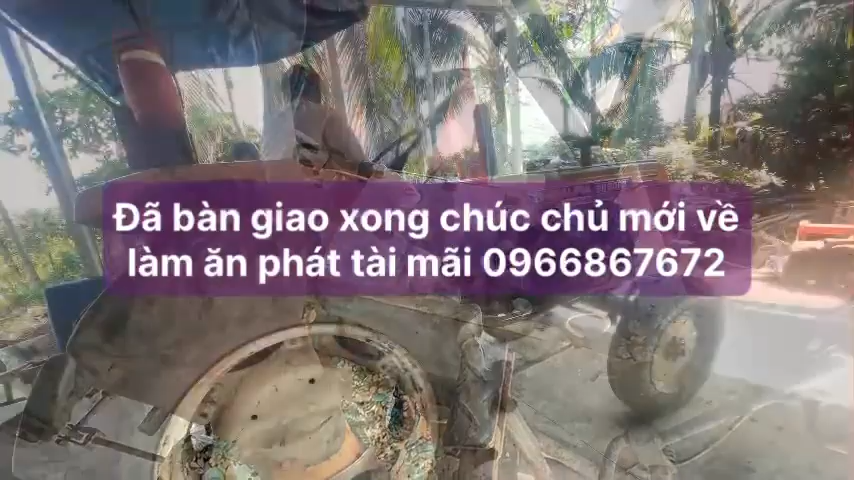 Đã bàn giao xong chúc chủ mới về
làm ăn phát tài mãi 0966867672